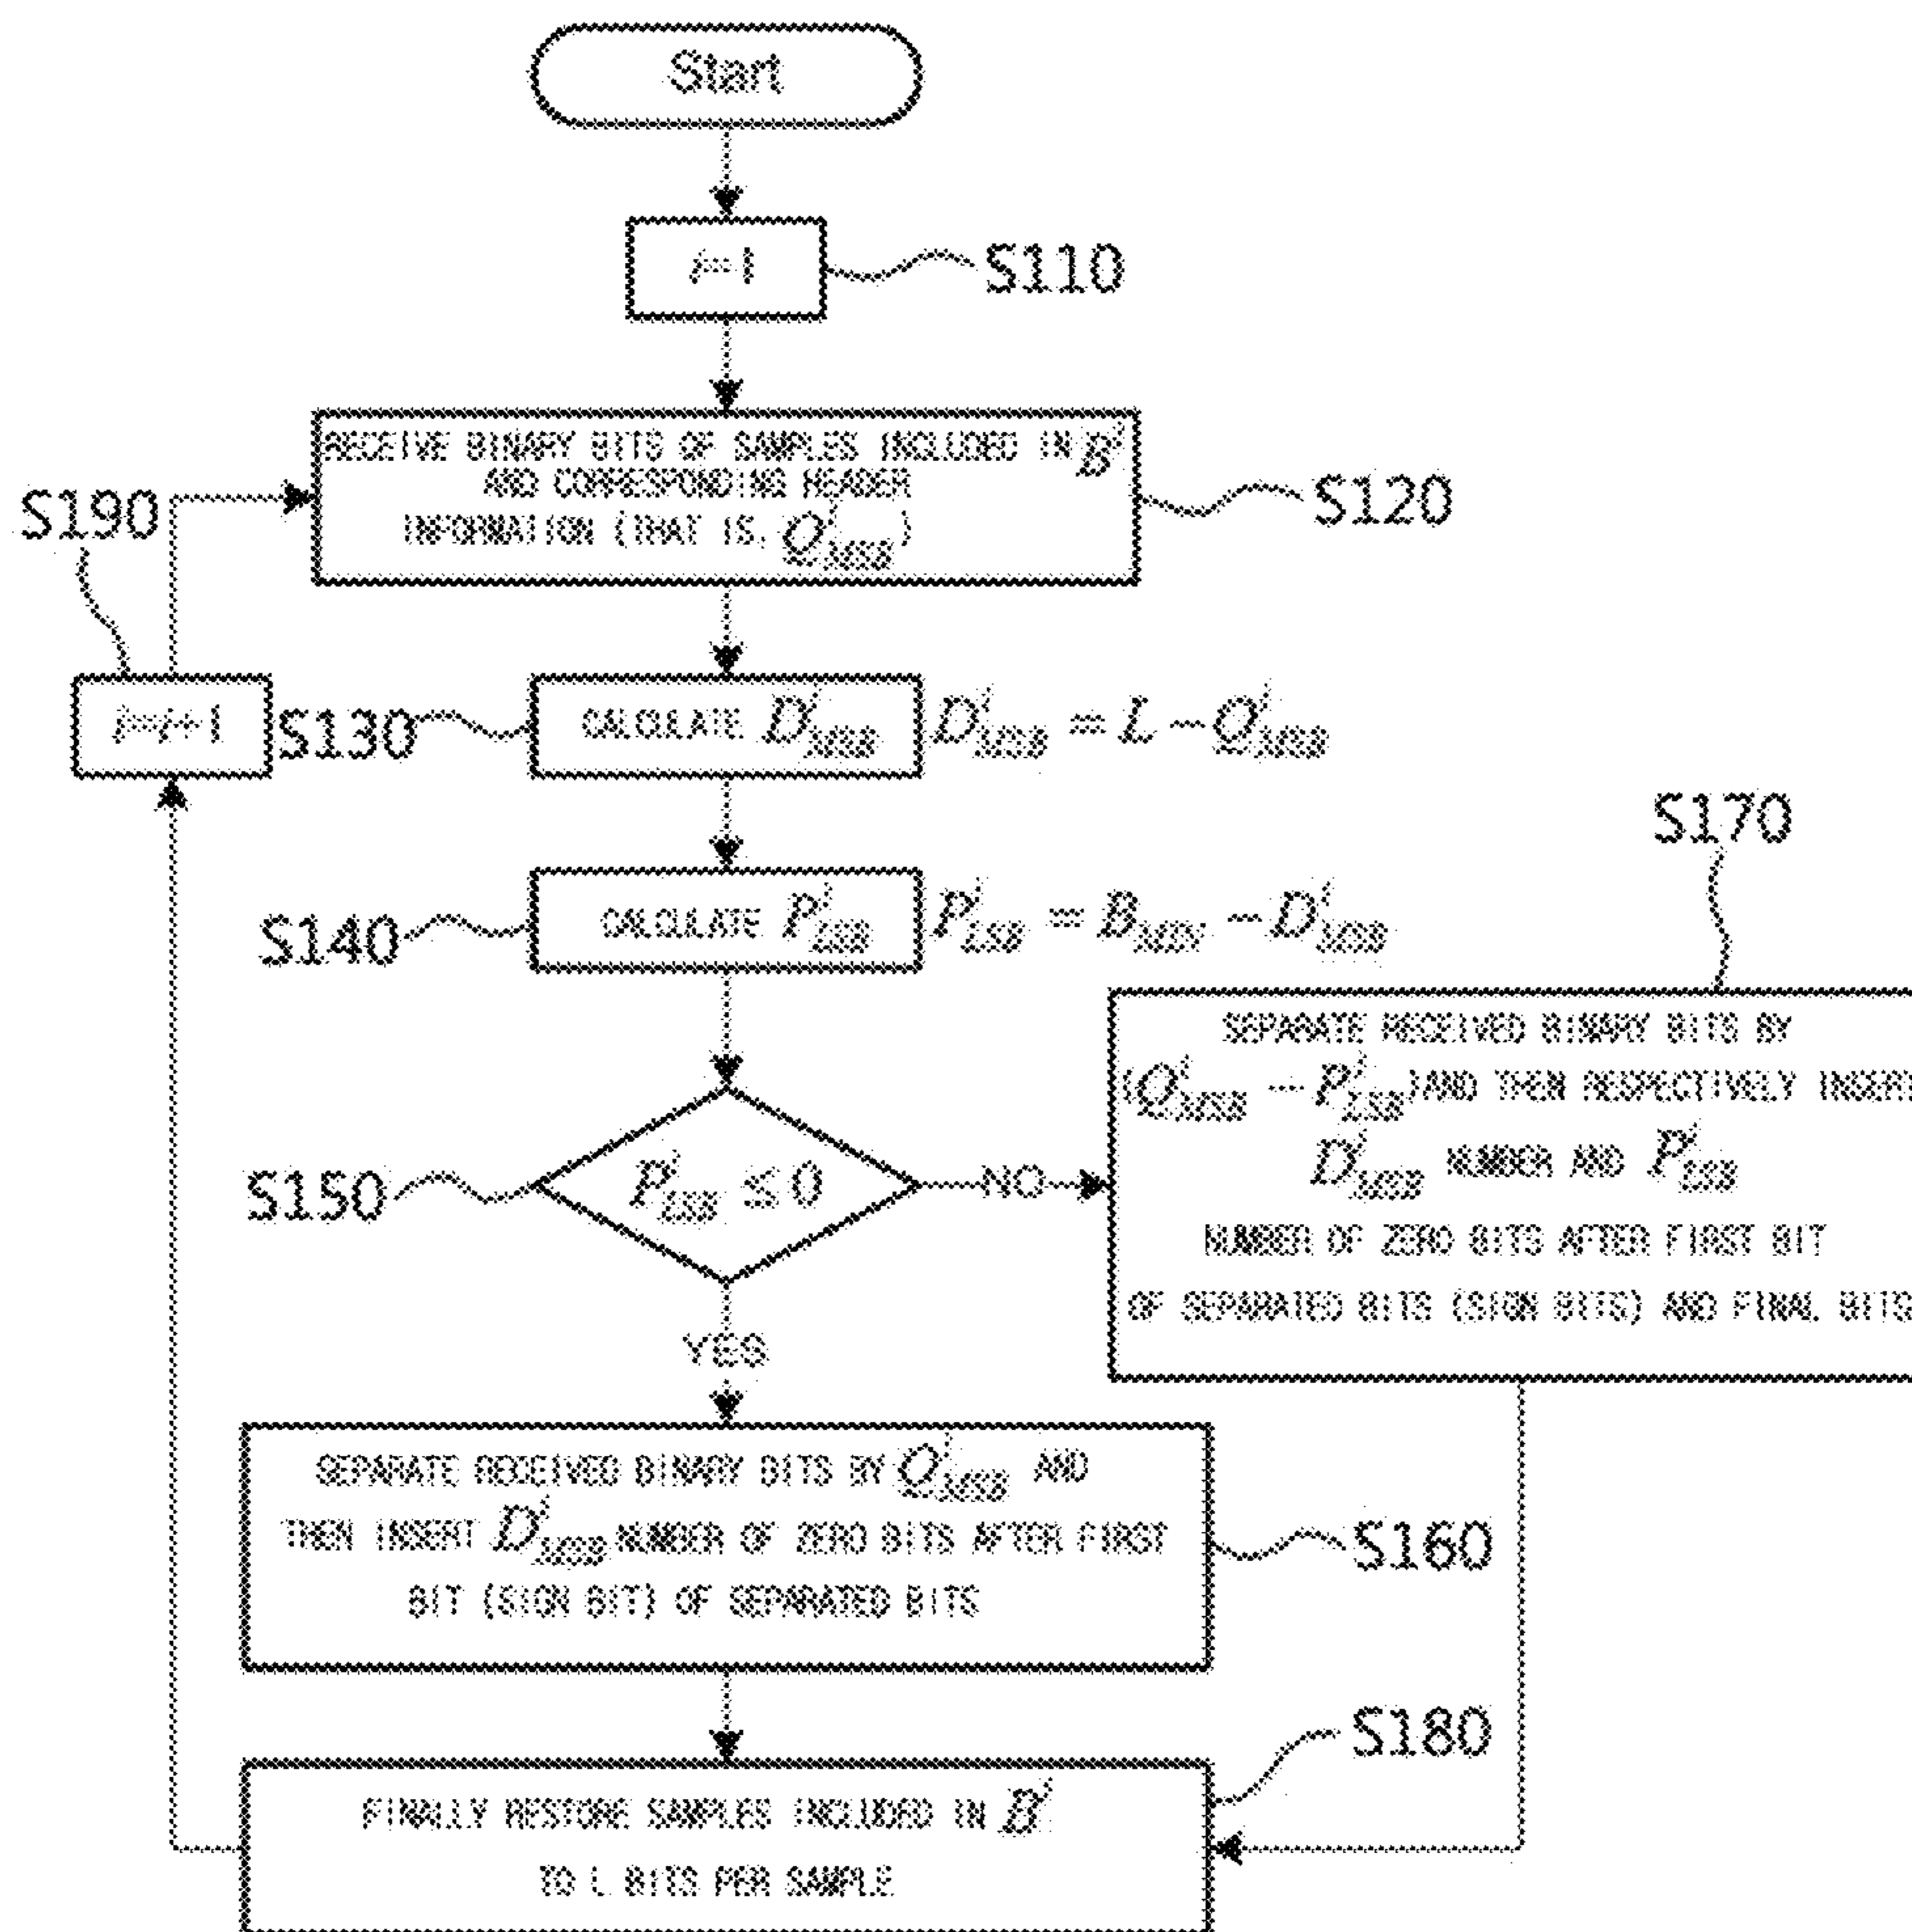 Start
i=1
S110
RECEIVE BINARY BITS OF SAMPLES INCLUDED IN B^i
AND CORRESPONDING HEADER
INFORMATION (THAT IS, Q^i_MSB)
S120
S190
i=i+1
S130
CALCULATE D^i_MSB
D^i_MSB = L - Q^i_MSB
S140
CALCULATE P^i_LSB
P^i_LSB = B_MIN - D^i_MSB
S170
SEPARATE RECEIVED BINARY BITS BY
(Q^i_MSB - P^i_LSB) AND THEN RESPECTIVELY INSERT
D^i_MSB NUMBER AND P^i_LSB
NUMBER OF ZERO BITS AFTER FIRST BIT
OF SEPARATED BITS (SIGN BITS) AND FINAL BITS
S150
P^i_LSB ≤ 0
NO
YES
SEPARATE RECEIVED BINARY BITS BY Q^i_MSB AND
THEN INSERT D^i_MSB NUMBER OF ZERO BITS AFTER FIRST
BIT (SIGN BIT) OF SEPARATED BITS
S160
S180
FINALLY RESTORE SAMPLES INCLUDED IN B^i
TO L BITS PER SAMPLE